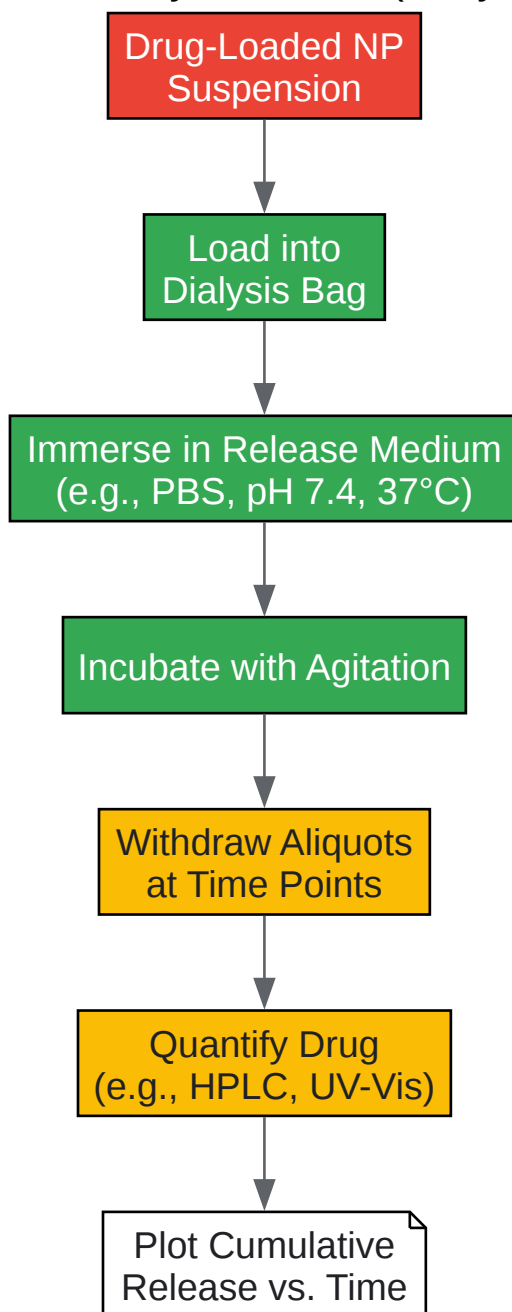 Drug-Loaded NP
Suspension
Load into
Dialysis Bag
Immerse in Release Medium
(e.g., PBS, pH 7.4, 37°C)
Incubate with Agitation
Withdraw Aliquots
at Time Points
Quantify Drug
(e.g., HPLC, UV-Vis)
Plot Cumulative
Release vs. Time